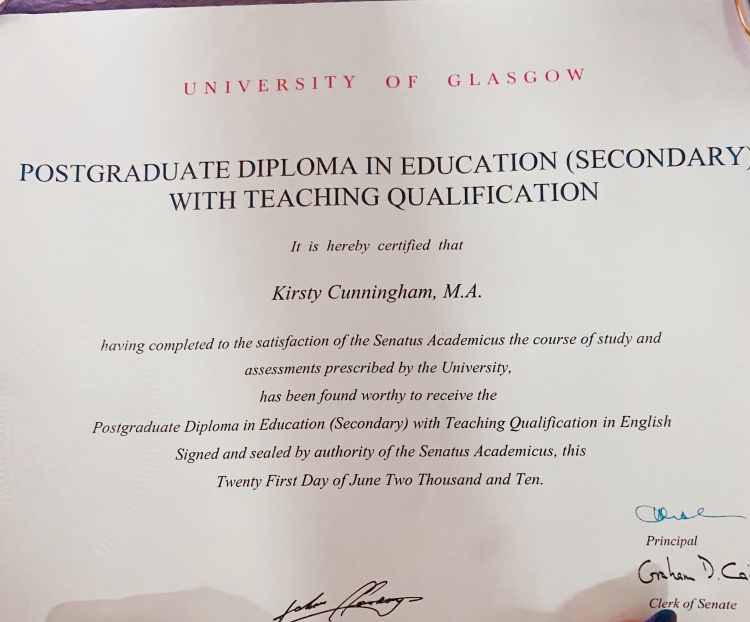 UNIVERSITY OF GLASGOW
POSTGRADUATE DIPLOMA IN EDUCATION (SECONDARY)
WITH TEACHING QUALIFICATION
It is hereby certified that
Kirsty Cunningham, M.A.
having completed to the satisfaction of the Senatus Academicus the course of study and
assessments prescribed by the University,
has been found worthy to receive the
Postgraduate Diploma in Education (Secondary) with Teaching Qualification in English
Signed and sealed by authority of the Senatus Academicus, this
Twenty First Day of June Two Thousand and Ten.
Principal
Graham D.
Clerk of Senate